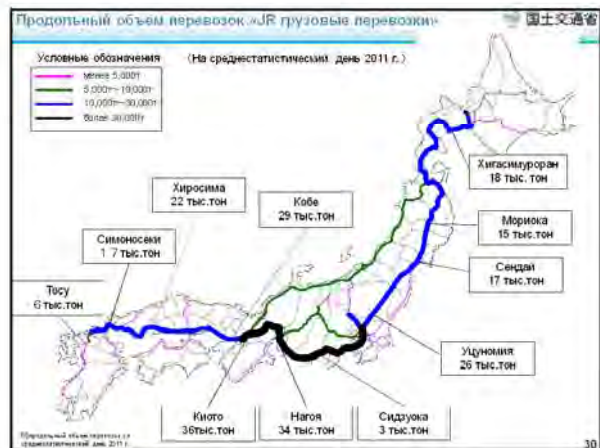 Продольный объем перевозок «JR грузовые перевозки»
国土交通省
Условные обозначения
(На среднестатистический день 2011 г.)
менее 5,000т
5,000т~10,000т
10,000т~30,000т
более 30,000т
Хигасимуроран
18 тыс.тон
Хиросима
22 тыс.тон
Кобе
29 тыс.тон
Мориока
15 тыс.тон
Симоносеки
1 7 тыс.тон
Сендай
17 тыс.тон
Тосу
6 тыс.тон
Уцуномия
26 тыс.тон
Киото
36тыс.тон
Нагоя
34 тыс.тон
Сидзуока
3 тыс.тон
среднестатистический день 2011 г.
30